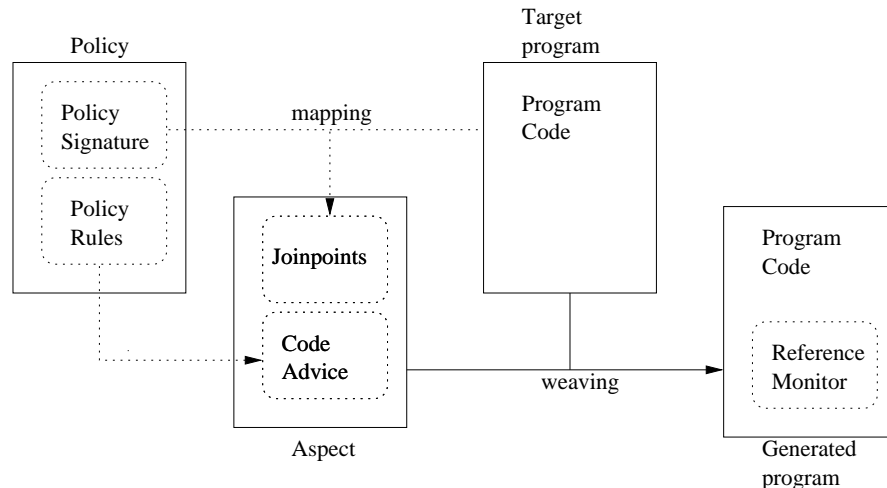 Policy
Policy
Signature
Policy
Rules
mapping
Target
program
Program
Code
Joinpoints
Code
Advice
Aspect
weaving
Program
Code
Reference
Monitor
Generated
program